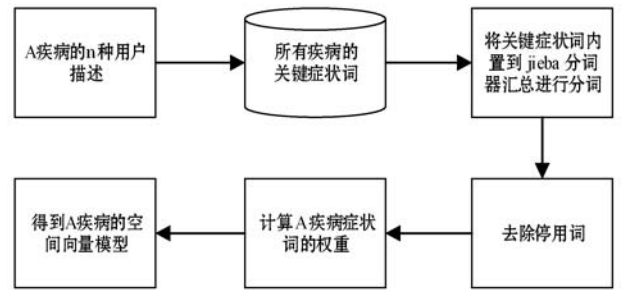 A疾病的n种用户
描述
所有疾病的
关键症状词
将关键症状词内
置到 jieba 分词
器汇总进行分词
去除停用词
计算A疾病症状
词的权重
得到A疾病的空
间向量模型